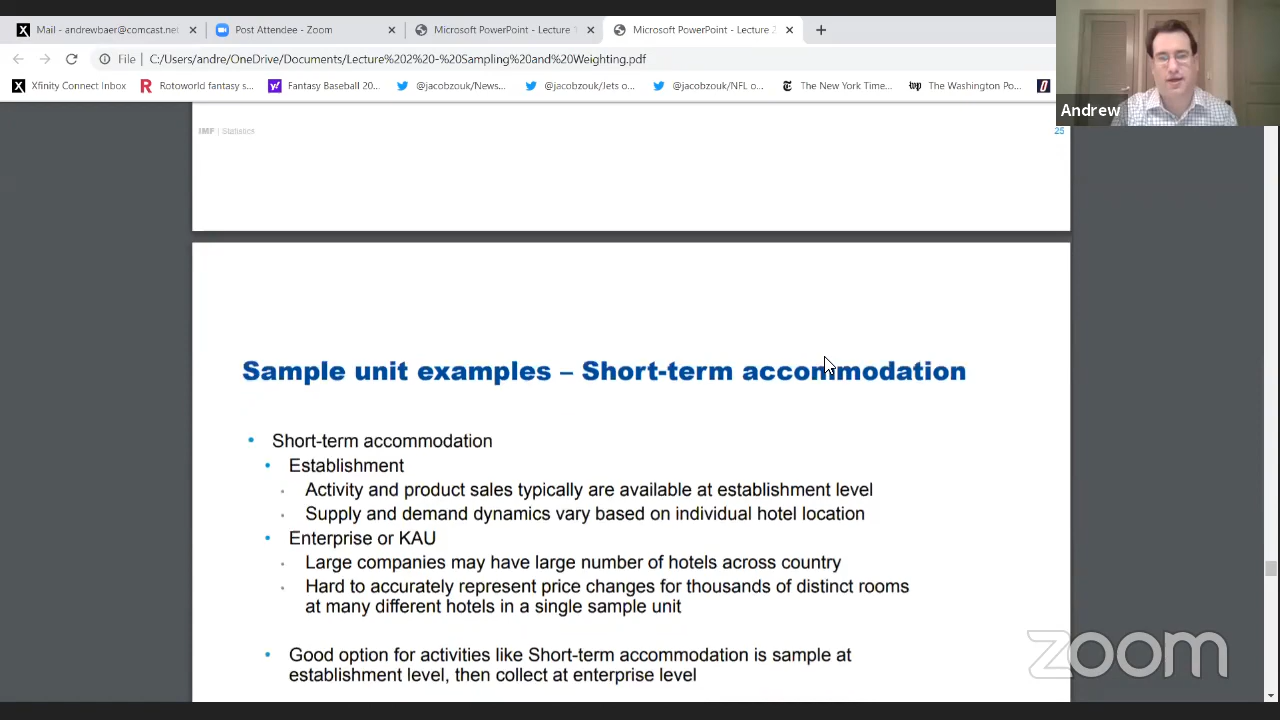 Mail - andrewbaer@comcast.net
Post Attendee - Zoom
Microsoft PowerPoint - Lecture 1
Microsoft PowerPoint - Lecture 2
File | C:/Users/andre/OneDrive/Documents/Lecture%202%20-%20Sampling%20and%20Weighting.pdf
Xfinity Connect Inbox
Rotoworld fantasy s...
Fantasy Baseball 20...
@jacobzouk/News...
@jacobzouk/Jets o...
@jacobzouk/NFL o...
The New York Time...
The Washington Po...
Andrew
IMF | Statistics
25
Sample unit examples – Short-term accommodation
• Short-term accommodation
• Establishment
Activity and product sales typically are available at establishment level
Supply and demand dynamics vary based on individual hotel location
• Enterprise or KAU
Large companies may have large number of hotels across country
Hard to accurately represent price changes for thousands of distinct rooms
at many different hotels in a single sample unit
• Good option for activities like Short-term accommodation is sample at
establishment level, then collect at enterprise level
zoom